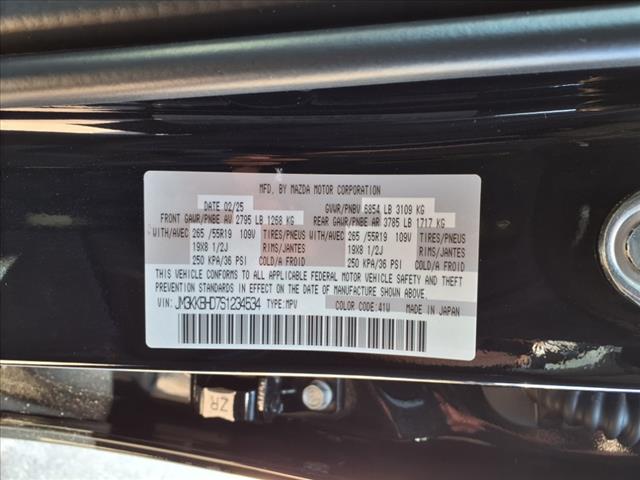 MFD. BY MAZDA MOTOR CORPORATION
DATE 02/25 GVWR/PNBV 6854 LB 3109 KG
FRONT GAWR/PNBE AV 2795 LB 1268 KG REAR GAWR/PNBE AR 3785 LB 1717 KG
WITH/AVEC 265 /55R19 109V TIRES/PNEUS WITH/AVEC 265 /55R19 109V TIRES/PNEUS
19X8 1/2J RIMS/JANTES 19X8 1/2J RIMS/JANTES
250 KPA/36 PSI COLD/A FROID 250 KPA/36 PSI COLD/A FROID
THIS VEHICLE CONFORMS TO ALL APPLICABLE FEDERAL MOTOR VEHICLE SAFETY, BUMPER, AND THEFT
PREVENTION STANDARDS IN EFFECT ON THE DATE OF MANUFACTURE SHOWN ABOVE.
VIN: JM3KKBHD7S1234534 TYPE:MPV COLOR CODE:41W MADE IN JAPAN
ZR